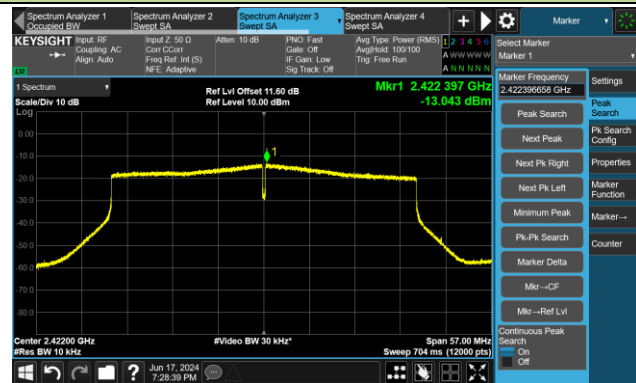 Spectrum Analyzer 1
Occupied BW
Spectrum Analyzer 2
Swept SA
Spectrum Analyzer 3
Swept SA
Spectrum Analyzer 4
Swept SA
Marker
KEYSIGHT
Input: RF
Coupling: AC
Align: Auto
Input Z: 50 Ω
Corr CCorr
Freq Ref: Int (S)
NFE: Adaptive
Atten: 10 dB
PNO: Fast
Gate: Off
IF Gain: Low
Sig Track: Off
Avg Type: Power (RMS)
Avg|Hold: 100/100
Trig: Free Run
1 2 3 4 5 6
A W W W W W
A N N N N N
LW
Select Marker
Marker 1
1 Spectrum
Scale/Div 10 dB
Log
Ref Lvl Offset 11.60 dB
Ref Level 10.00 dBm
Mkr1 2.422 397 GHz
-13.043 dBm
0.00
-10.0
-20.0
-30.0
-40.0
-50.0
-60.0
-70.0
-80.0
1
Center 2.42200 GHz
#Res BW 10 kHz
#Video BW 30 kHz*
Span 57.00 MHz
Sweep 704 ms (12000 pts)
Marker Frequency
2.422396658 GHz
Peak Search
Next Peak
Next Pk Right
Next Pk Left
Minimum Peak
Pk-Pk Search
Marker Delta
Mkr→CF
Mkr→Ref Lvl
Continuous Peak
Search
On
Off
Settings
Peak
Search
Pk Search
Config
Properties
Marker
Function
Marker→
Counter
?
Jun 17, 2024
7:28:39 PM